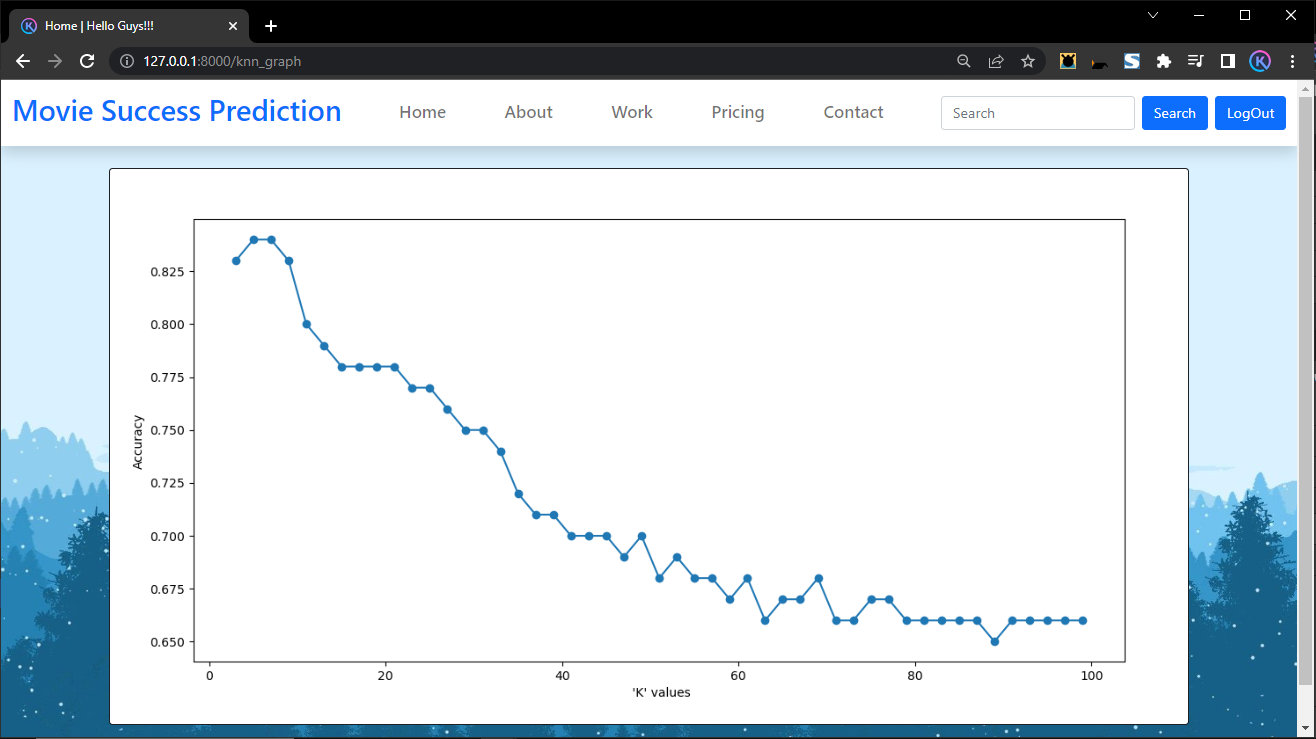 Home | Hello Guys!!!
127.0.0.1:8000/knn_graph
Movie Success Prediction Home About Work Pricing Contact Search Search LogOut
0.825
0.800
0.775
0.750
0.725
0.700
0.675
0.650
Accuracy
0 20 40 60 80 100
'K' values